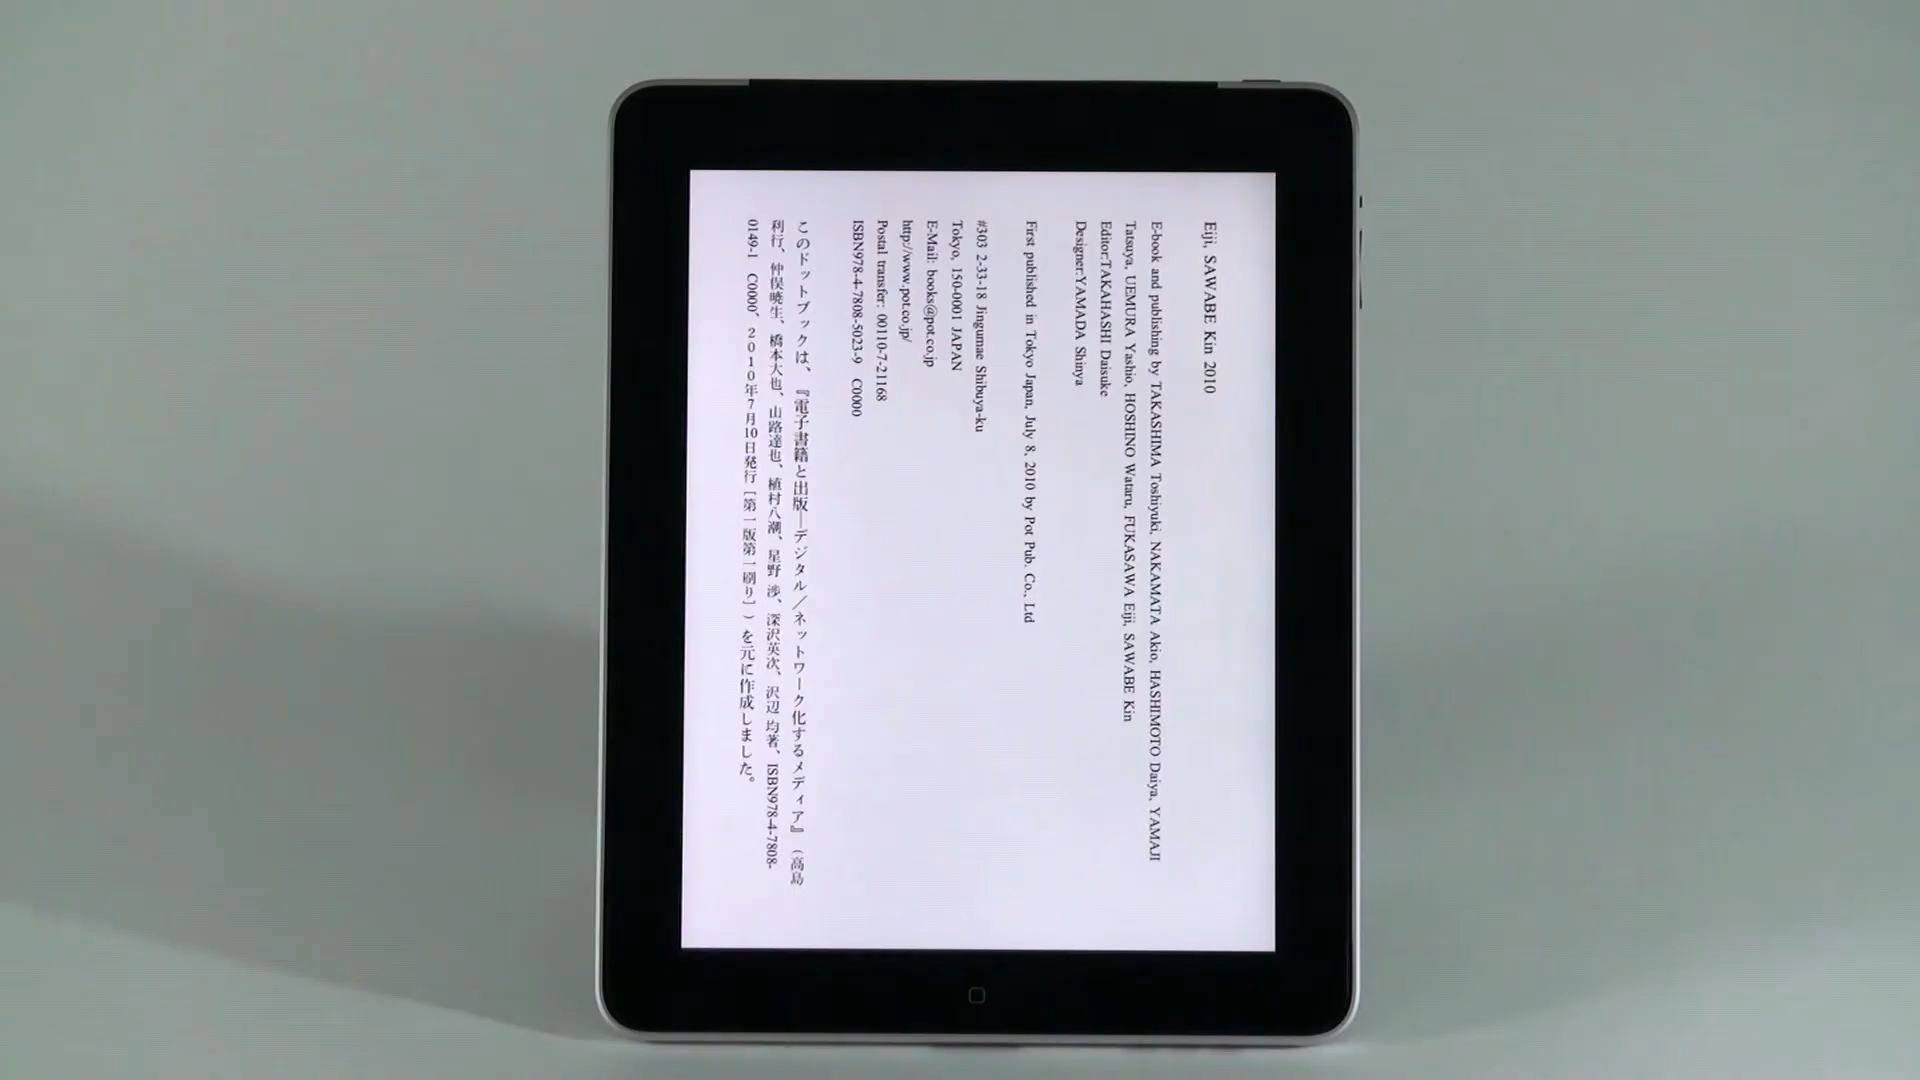 Eiji, SAWABE Kin 2010
E-book and publishing by TAKASHIMA Toshiyuki, NAKAMATA Akio, HASHIMOTO Daiya, YAMAJI
Tatsuya, UEMURA Yashio, HOSHINO Wataru, FUKASAWA Eiji, SAWABE Kin
Editor:TAKAHASHI Daisuke
Designer:YAMADA Shinya
First published in Tokyo Japan, July 8, 2010 by Pot Pub. Co., Ltd
#303 2-33-18 Jingumae Shibuya-ku
Tokyo, 150-0001 JAPAN
E-Mail: books@pot.co.jp
http://www.pot.co.jp/
Postal transfer: 00110-7-21168
ISBN978-4-7808-5023-9 C0000
このドットブックは、『電子書籍と出版─デジタル／ネットワーク化するメディア』（高島
利行、仲俣暁生、橋本大也、山路達也、植村八潮、星野 渉、深沢英次、沢辺 均著、ISBN978-4-7808-
0149-1 C0000、２０１０年７月10日発行［第一版第一刷り］）を元に作成しました。